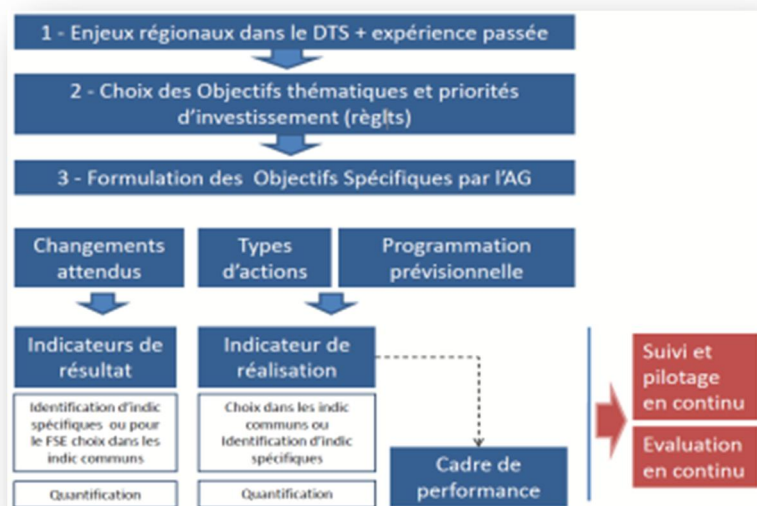 1 - Enjeux régionaux dans le DTS + expérience passée
2 - Choix des Objectifs thématiques et priorités
d'investissement (règlts)
3 - Formulation des Objectifs Spécifiques par l'AG
Changements
attendus
Types
d'actions
Programmation
prévisionnelle
Indicateurs de
résultat
Indicateur de
réalisation
Identification d'indic
spécifiques ou pour
le FSE choix dans les
indic communs
Choix dans les indic
communs ou
Identification d'indic
spécifiques
Quantification
Quantification
Cadre de
performance
Suivi et
pilotage
en continu
Evaluation
en continu